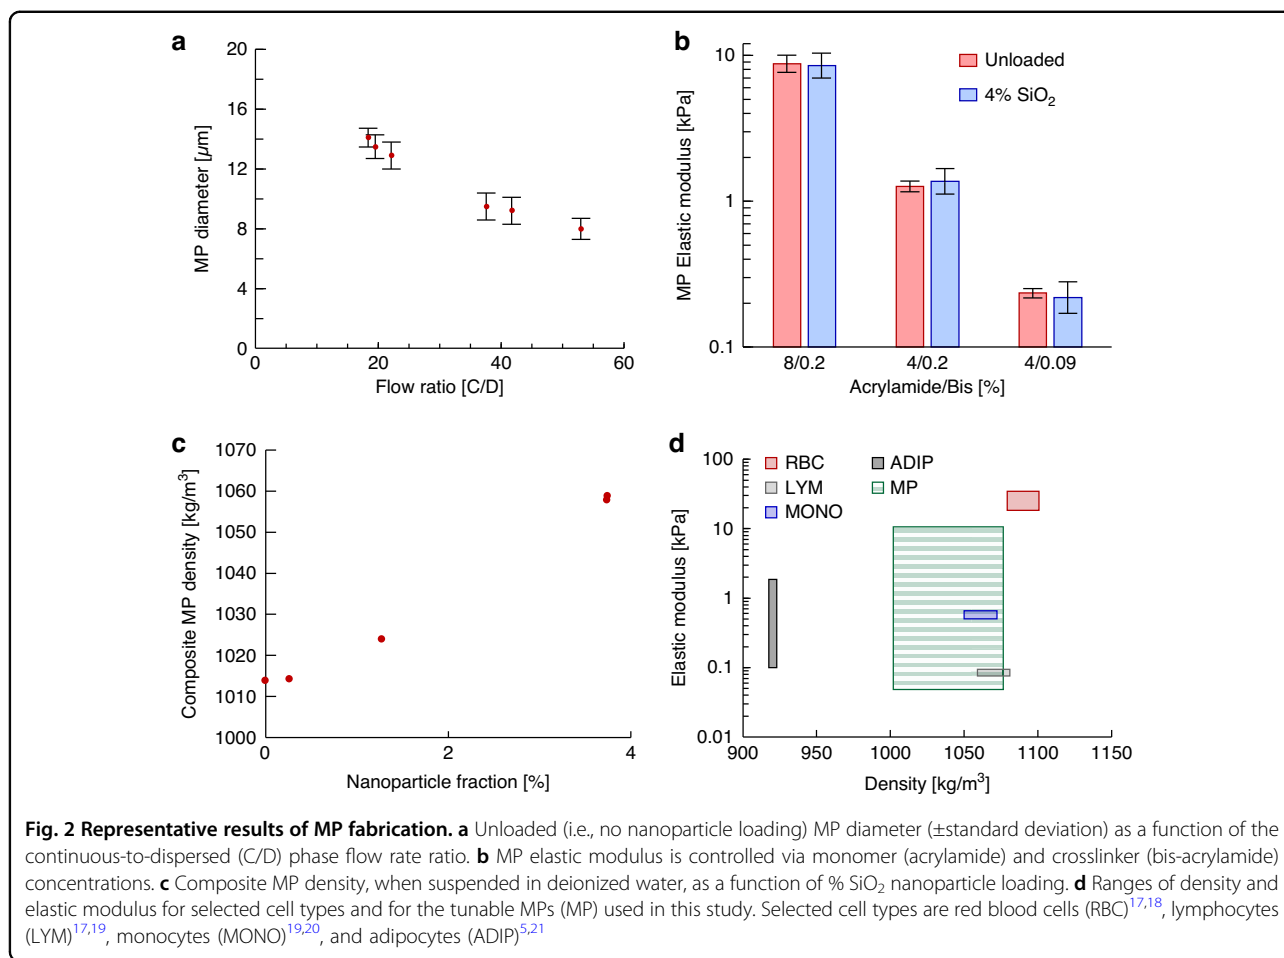 a
20
16
12
8
4
0
MP diameter [µm]
0 20 40 60
Flow ratio [C/D]
b
10
1
0.1
MP Elastic modulus [kPa]
Unloaded
4% SiO₂
8/0.2 4/0.2 4/0.09
Acrylamide/Bis [%]
c
1070
1060
1050
1040
1030
1020
1010
1000
Composite MP density [kg/m³]
0 2 4
Nanoparticle fraction [%]
d
RBC
LYM
MONO
ADIP
MP
100
10
1
0.1
0.01
Elastic modulus [kPa]
900 950 1000 1050 1100 1150
Density [kg/m³]
Fig. 2 Representative results of MP fabrication. a Unloaded (i.e., no nanoparticle loading) MP diameter (±standard deviation) as a function of the
continuous-to-dispersed (C/D) phase flow rate ratio. b MP elastic modulus is controlled via monomer (acrylamide) and crosslinker (bis-acrylamide)
concentrations. c Composite MP density, when suspended in deionized water, as a function of % SiO₂ nanoparticle loading. d Ranges of density and
elastic modulus for selected cell types and for the tunable MPs (MP) used in this study. Selected cell types are red blood cells (RBC)¹⁷,¹⁸, lymphocytes
(LYM)¹⁷,¹⁹, monocytes (MONO)¹⁹,²⁰, and adipocytes (ADIP)⁵,²¹